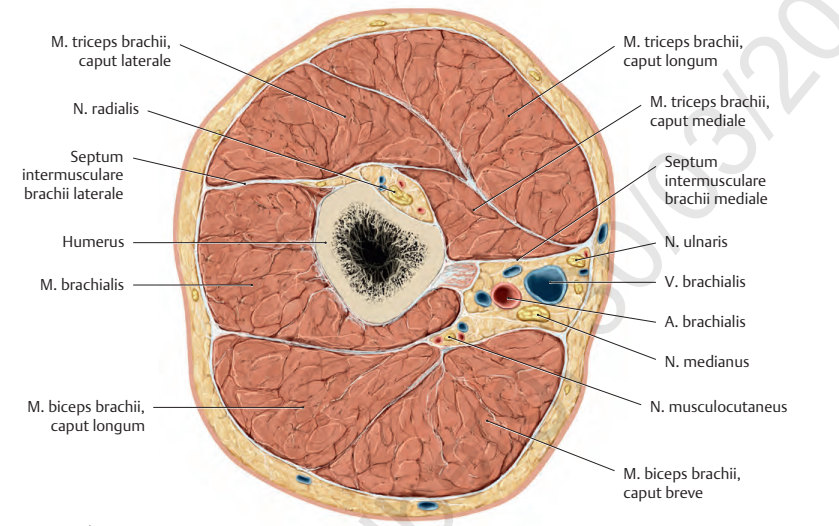 M. triceps brachii,
caput laterale
N. radialis
Septum
intermusculare
brachii laterale
Humerus
M. brachialis
M. biceps brachii,
caput longum
M. triceps brachii,
caput longum
M. triceps brachii,
caput mediale
Septum
intermusculare
brachii mediale
N. ulnaris
V. brachialis
A. brachialis
N. medianus
N. musculocutaneus
M. biceps brachii,
caput breve